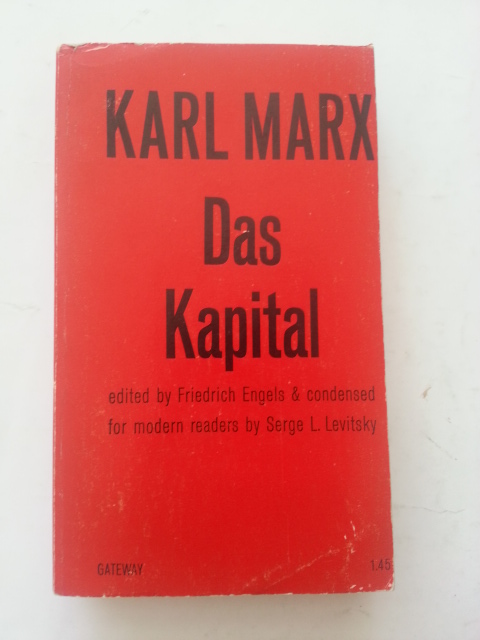 KARL MARX
Das
Kapital
edited by Friedrich Engels & condensed
for modern readers by Serge L. Levitsky
GATEWAY 1.45